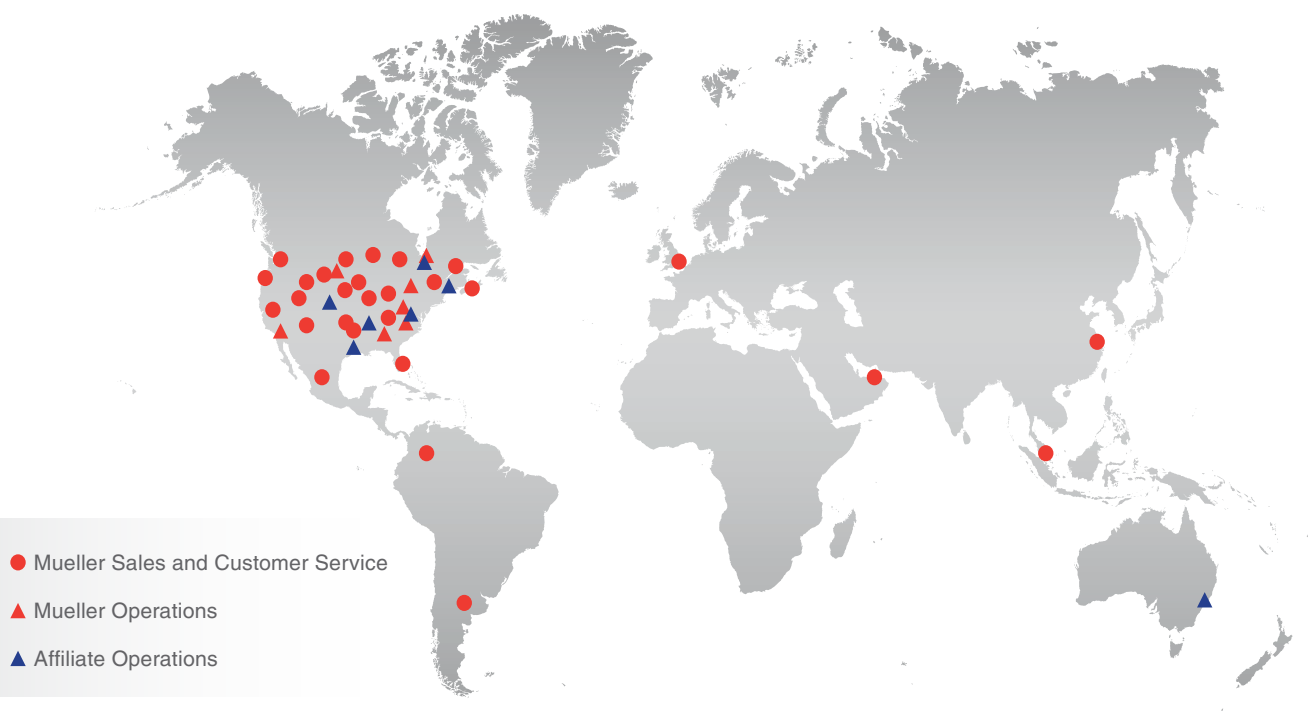 Mueller Sales and Customer Service
Mueller Operations
Affiliate Operations